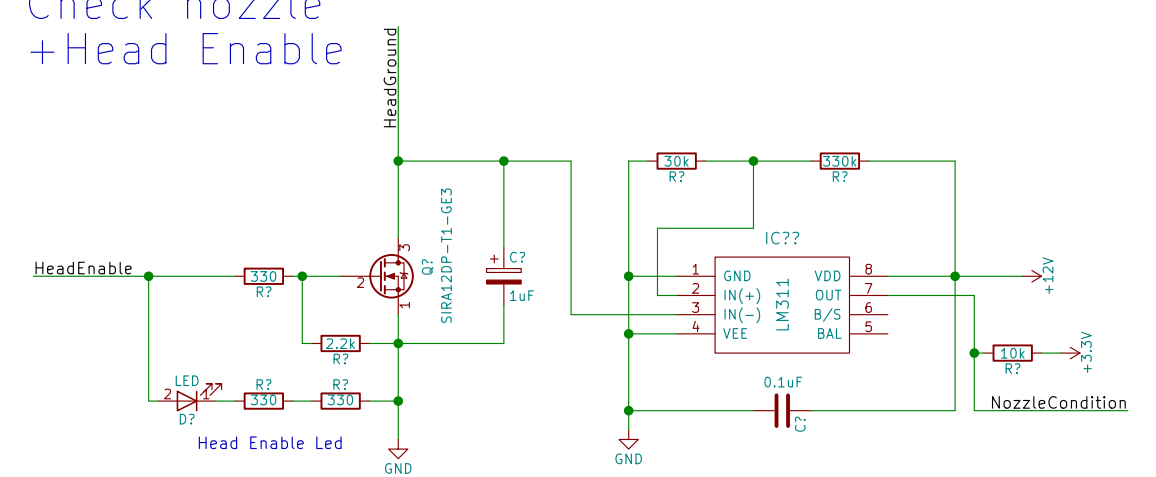 Check nozzle
+Head Enable
HeadGround
30k
R?
330k
R?
SIRA12DP-T1-GE3
Q?
3
2
1
+
C?
1uF
IC??
HeadEnable
330
R?
1 GND VDD 8
2 IN(+) OUT 7
3 IN(-) B/S 6
4 VEE BAL 5
LM311
+12V
2.2k
R?
10k
R?
+3.3V
LED
2 1
D?
R?
330
R?
330
0.1uF
C?
NozzleCondition
Head Enable Led
GND
GND